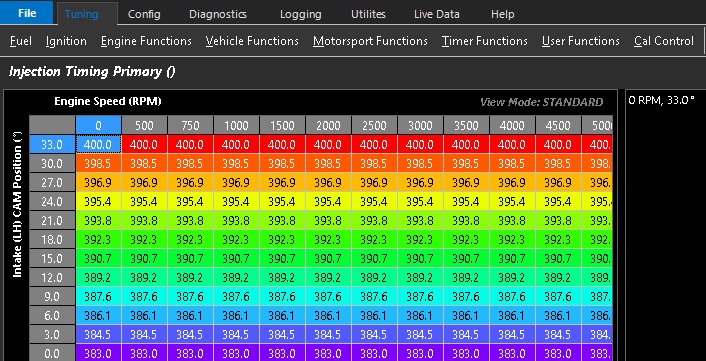 File Tuning Config Diagnostics Logging Utilites Live Data Help
Fuel Ignition Engine Functions Vehicle Functions Motorsport Functions Timer Functions User Functions Cal Control
Injection Timing Primary ()
Engine Speed (RPM) View Mode: STANDARD
0 RPM, 33.0 °
Intake (LH) CAM Position (°)
0 500 750 1000 1500 2000 2500 3000 3500 4000 4500 500
33.0 400.0 400.0 400.0 400.0 400.0 400.0 400.0 400.0 400.0 400.0 400.0 400.
30.0 398.5 398.5 398.5 398.5 398.5 398.5 398.5 398.5 398.5 398.5 398.5 398.
27.0 396.9 396.9 396.9 396.9 396.9 396.9 396.9 396.9 396.9 396.9 396.9 396.
24.0 395.4 395.4 395.4 395.4 395.4 395.4 395.4 395.4 395.4 395.4 395.4 395.
21.0 393.8 393.8 393.8 393.8 393.8 393.8 393.8 393.8 393.8 393.8 393.8 393.
18.0 392.3 392.3 392.3 392.3 392.3 392.3 392.3 392.3 392.3 392.3 392.3 392.
15.0 390.7 390.7 390.7 390.7 390.7 390.7 390.7 390.7 390.7 390.7 390.7 390.
12.0 389.2 389.2 389.2 389.2 389.2 389.2 389.2 389.2 389.2 389.2 389.2 389.
9.0 387.6 387.6 387.6 387.6 387.6 387.6 387.6 387.6 387.6 387.6 387.6 387.
6.0 386.1 386.1 386.1 386.1 386.1 386.1 386.1 386.1 386.1 386.1 386.1 386.
3.0 384.5 384.5 384.5 384.5 384.5 384.5 384.5 384.5 384.5 384.5 384.5 384.
0.0 383.0 383.0 383.0 383.0 383.0 383.0 383.0 383.0 383.0 383.0 383.0 383.